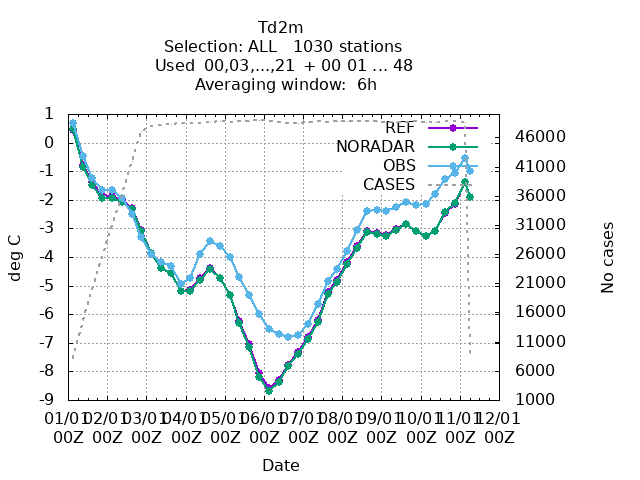 Td2m
Selection: ALL   1030 stations
Used  00,03,...,21  + 00 01 ... 48
Averaging window:  6h
REF
NORADAR
OBS
CASES
1
0
-1
-2
-3
-4
-5
-6
-7
-8
-9
deg C
46000
41000
36000
31000
26000
21000
16000
11000
6000
1000
No cases
01/01 02/01 03/01 04/01 05/01 06/01 07/01 08/01 09/01 10/01 11/01 12/01
00Z 00Z 00Z 00Z 00Z 00Z 00Z 00Z 00Z 00Z 00Z 00Z
Date